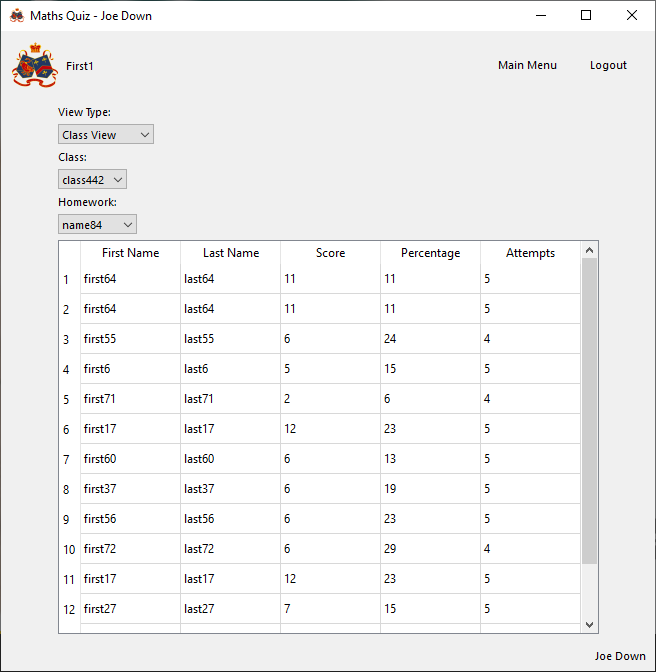 Maths Quiz - Joe Down
First1 Main Menu Logout
View Type:
Class View
Class:
class442
Homework:
name84
First Name Last Name Score Percentage Attempts
1 first64 last64 11 11 5
2 first64 last64 11 11 5
3 first55 last55 6 24 4
4 first6 last6 5 15 5
5 first71 last71 2 6 4
6 first17 last17 12 23 5
7 first60 last60 6 13 5
8 first37 last37 6 19 5
9 first56 last56 6 23 5
10 first72 last72 6 29 4
11 first17 last17 12 23 5
12 first27 last27 7 15 5
Joe Down